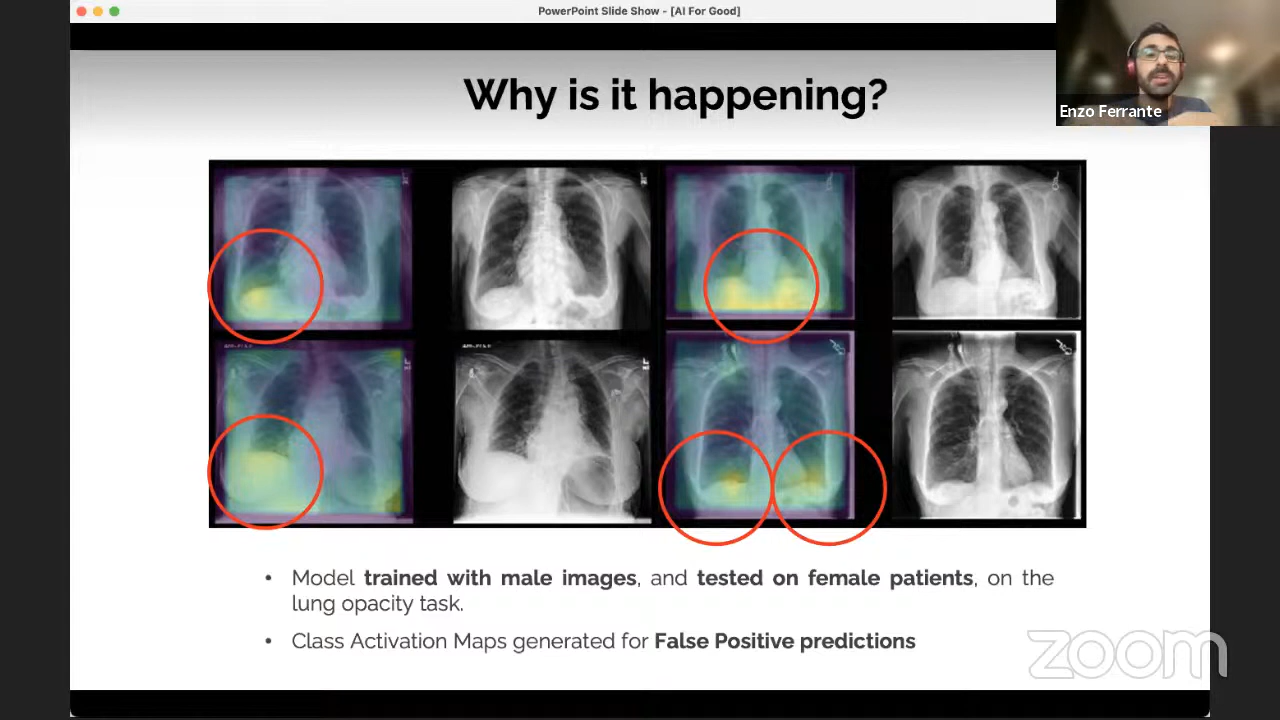 PowerPoint Slide Show - [AI For Good]
Enzo Ferrante
Why is it happening?
• Model trained with male images, and tested on female patients, on the
lung opacity task.
• Class Activation Maps generated for False Positive predictions
zoom